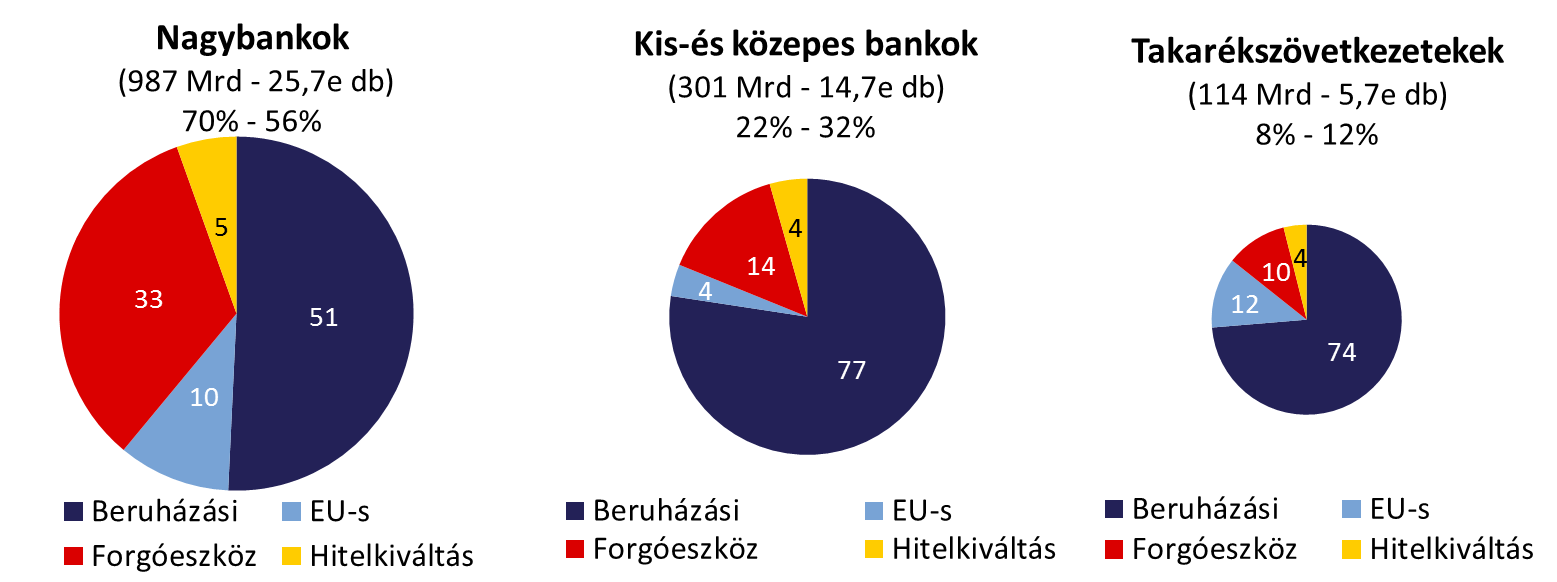 Nagybankok
(987 Mrd - 25,7e db)
70% - 56%
5
33
51
10
Beruházási
EU-s
Forgóeszköz
Hitelkiváltás
Kis-és közepes bankok
(301 Mrd - 14,7e db)
22% - 32%
4
14
4
77
Beruházási
EU-s
Forgóeszköz
Hitelkiváltás
Takarékszövetkezetekek
(114 Mrd - 5,7e db)
8% - 12%
4
10
12
74
Beruházási
EU-s
Forgóeszköz
Hitelkiváltás